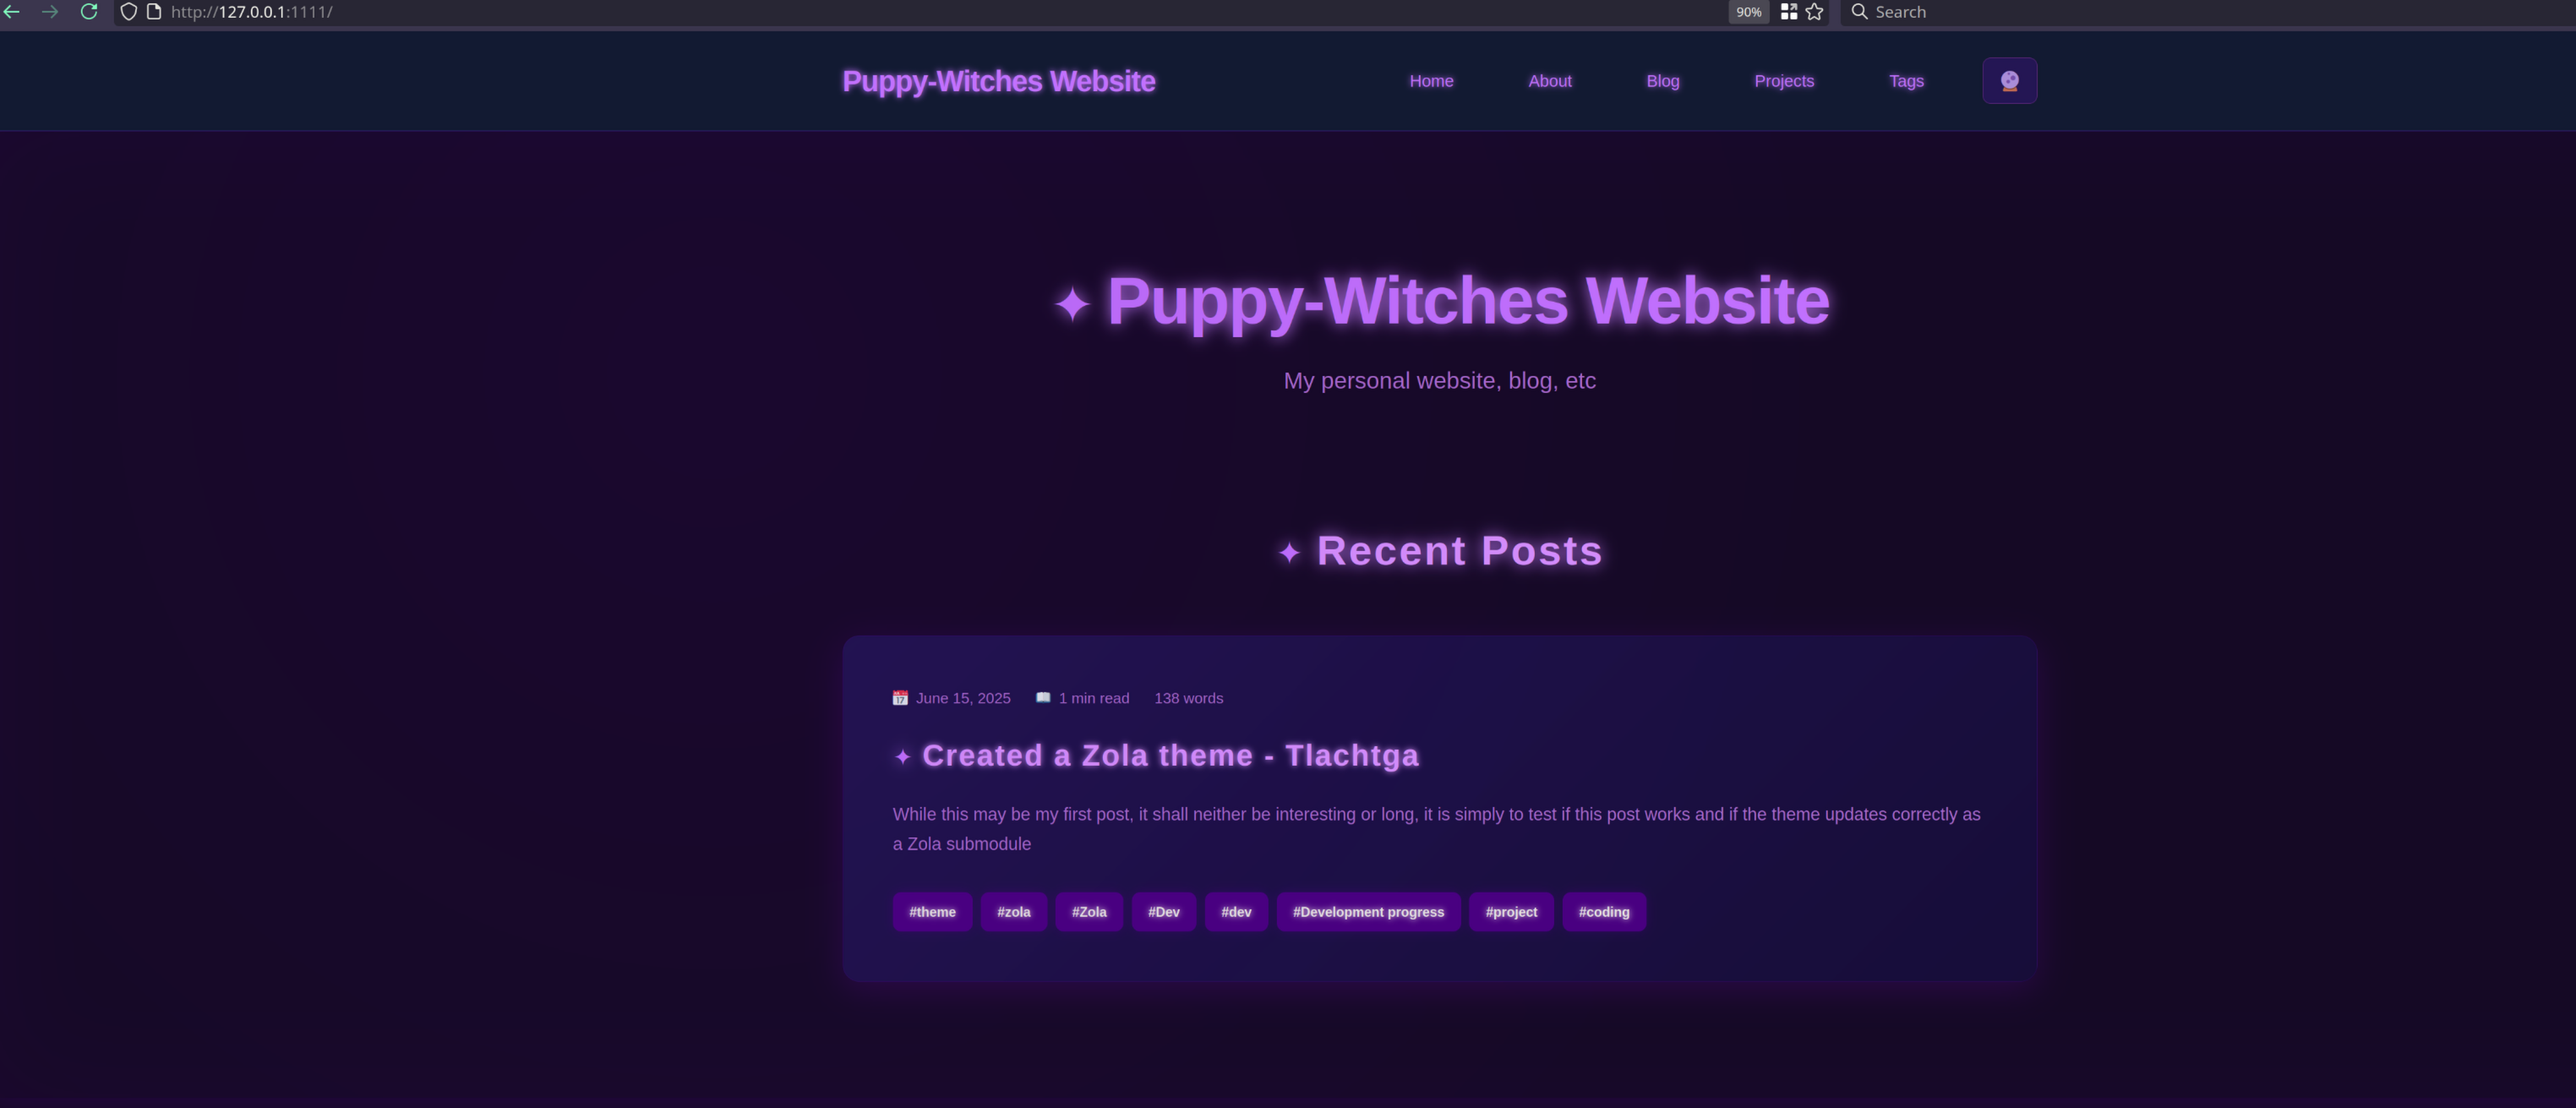 http://127.0.0.1:1111/ 90% Search
Puppy-Witches Website Home About Blog Projects Tags
✦ Puppy-Witches Website
My personal website, blog, etc
✦ Recent Posts
June 15, 2025 1 min read 138 words
✦ Created a Zola theme - Tlachtga
While this may be my first post, it shall neither be interesting or long, it is simply to test if this post works and if the theme updates correctly as
a Zola submodule
#theme #zola #Zola #Dev #dev #Development progress #project #coding